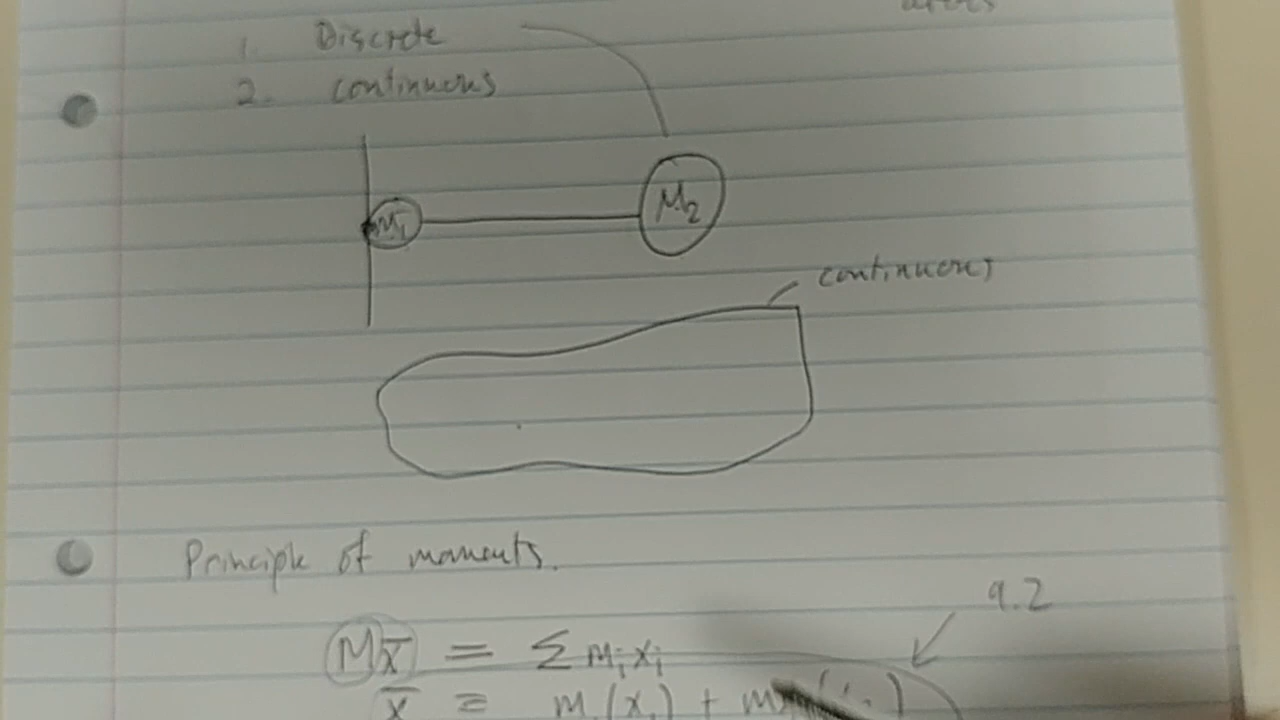 1. Discrete
2. continuous
M1
M2
continuous
Principle of moments.
9.2
Mx̅ = Σ mᵢxᵢ
x̅ =